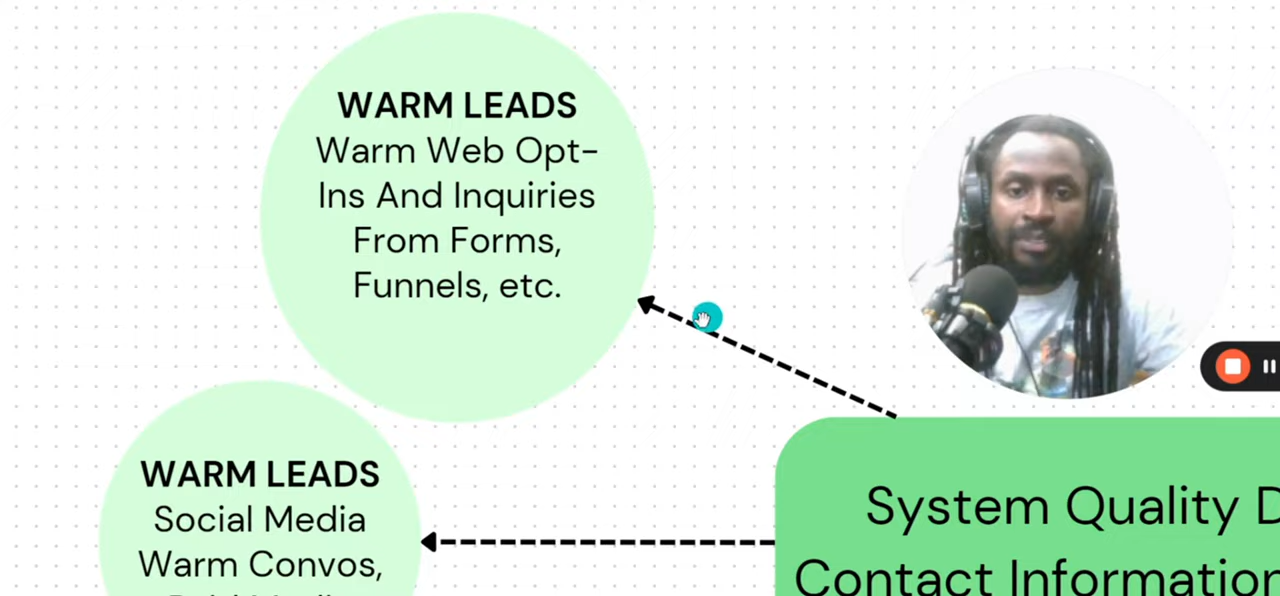 WARM LEADS
Warm Web Opt-
Ins And Inquiries
From Forms,
Funnels, etc.
WARM LEADS
Social Media
Warm Convos,
System Quality D
Contact Information